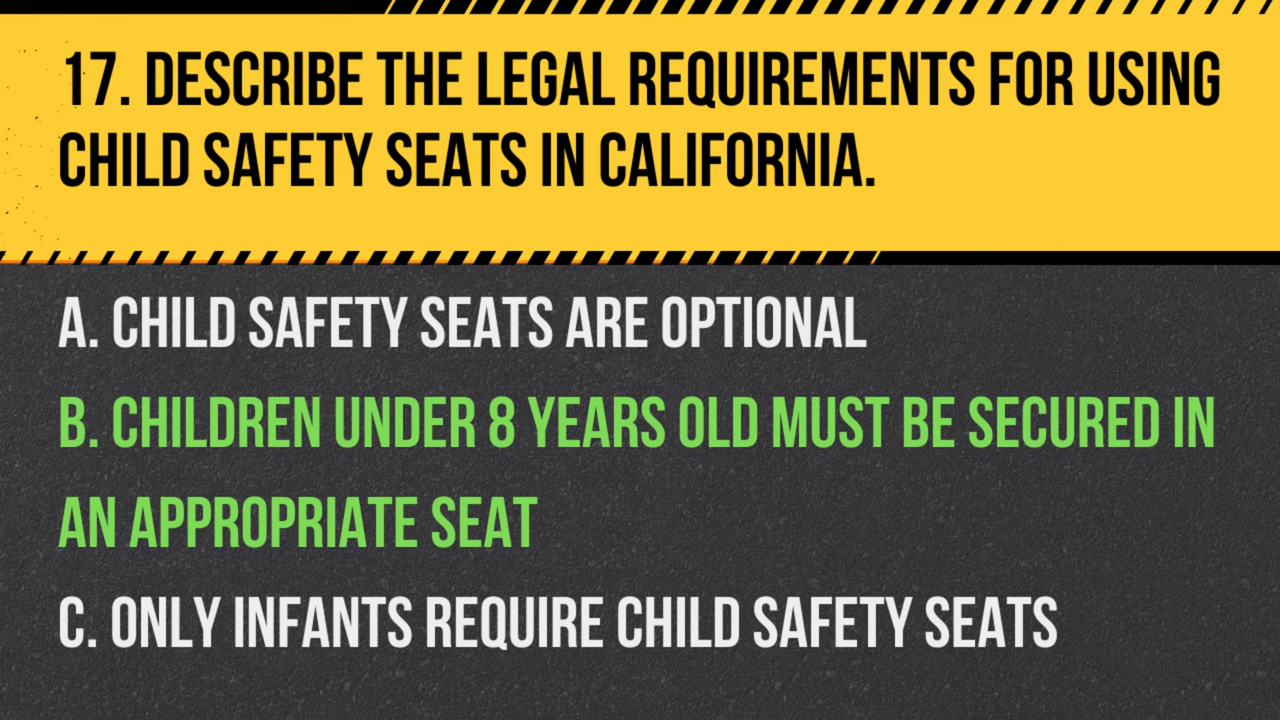 17. DESCRIBE THE LEGAL REQUIREMENTS FOR USING
CHILD SAFETY SEATS IN CALIFORNIA.
A. CHILD SAFETY SEATS ARE OPTIONAL
B. CHILDREN UNDER 8 YEARS OLD MUST BE SECURED IN
AN APPROPRIATE SEAT
C. ONLY INFANTS REQUIRE CHILD SAFETY SEATS